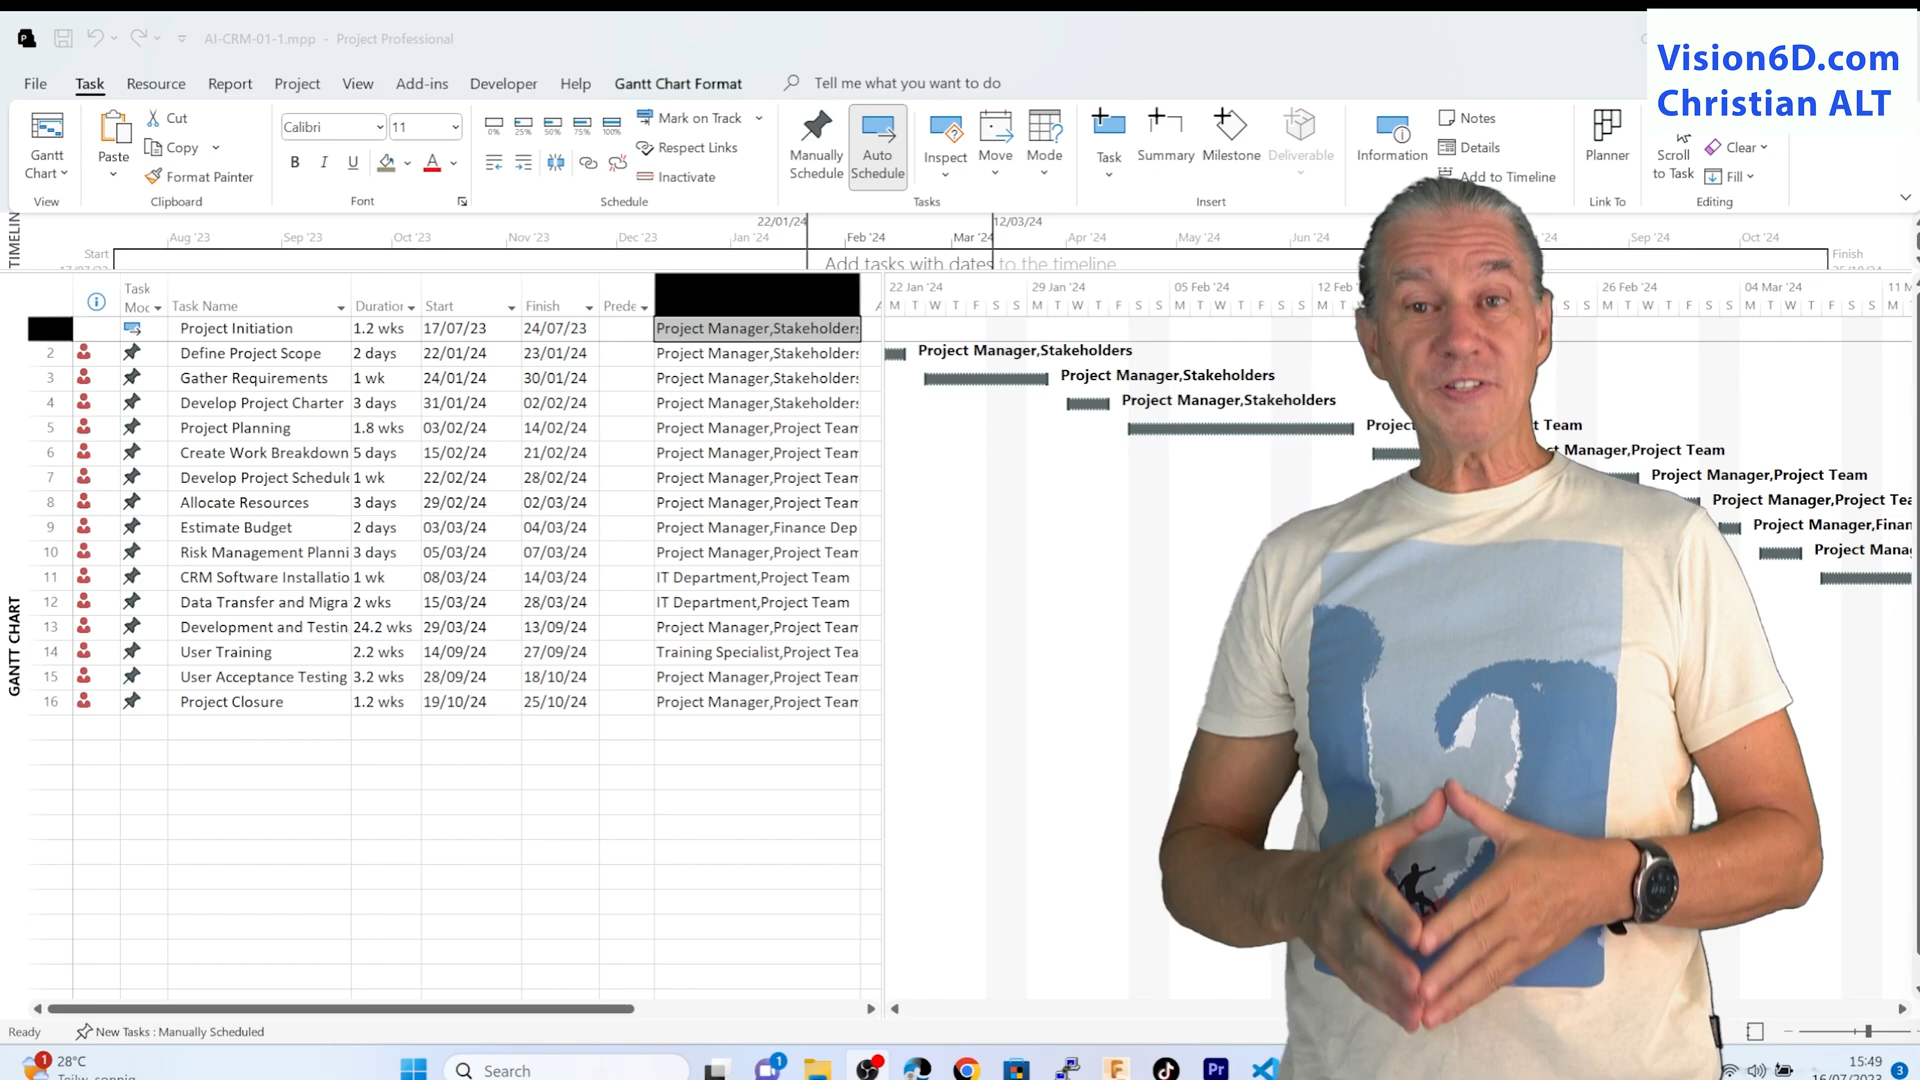 AI-CRM-01-1.mpp - Project Professional
Vision6D.com
Christian ALT
File Task Resource Report Project View Add-ins Developer Help Gantt Chart Format Tell me what you want to do
Gantt
Chart
View
Paste
Cut
Copy
Format Painter
Clipboard
Calibri 11
B I U A
Font
0% 25% 50% 75% 100%
Mark on Track
Respect Links
Inactivate
Schedule
Manually
Schedule
Auto
Schedule
Inspect
Move
Mode
Tasks
Task
Summary
Milestone
Deliverable
Insert
Information
Notes
Details
Add to Timeline
Planner
Link To
Scroll
to Task
Clear
Fill
Editing
TIMELINE
22/01/24 12/03/24
Aug '23 Sep '23 Oct '23 Nov '23 Dec '23 Jan '24 Feb '24 Mar '24 Apr '24 May '24 Jun '24 Sep '24 Oct '24
Start
Finish
Add tasks with dates to the timeline
GANTT CHART
Task
Mod Task Name Duration Start Finish Prede
22 Jan '24 29 Jan '24 05 Feb '24 12 Feb 26 Feb '24 04 Mar '24 11 M
M T W T F S S M T W T F S S M T W T F S S M T
S S M T W T F S S M T W T F S S M
Project Initiation 1.2 wks 17/07/23 24/07/23 Project Manager,Stakeholders
2 Define Project Scope 2 days 22/01/24 23/01/24 Project Manager,Stakeholders
3 Gather Requirements 1 wk 24/01/24 30/01/24 Project Manager,Stakeholders
4 Develop Project Charter 3 days 31/01/24 02/02/24 Project Manager,Stakeholders
5 Project Planning 1.8 wks 03/02/24 14/02/24 Project Manager,Project Team
6 Create Work Breakdown 5 days 15/02/24 21/02/24 Project Manager,Project Team
7 Develop Project Schedule 1 wk 22/02/24 28/02/24 Project Manager,Project Team
8 Allocate Resources 3 days 29/02/24 02/03/24 Project Manager,Project Team
9 Estimate Budget 2 days 03/03/24 04/03/24 Project Manager,Finance Dep
10 Risk Management Planni 3 days 05/03/24 07/03/24 Project Manager,Project Team
11 CRM Software Installatio 1 wk 08/03/24 14/03/24 IT Department,Project Team
12 Data Transfer and Migra 2 wks 15/03/24 28/03/24 IT Department,Project Team
13 Development and Testin 24.2 wks 29/03/24 13/09/24 Project Manager,Project Team
14 User Training 2.2 wks 14/09/24 27/09/24 Training Specialist,Project Tea
15 User Acceptance Testing 3.2 wks 28/09/24 18/10/24 Project Manager,Project Team
16 Project Closure 1.2 wks 19/10/24 25/10/24 Project Manager,Project Team
Project Manager,Stakeholders
Project Manager,Stakeholders
Project Manager,Stakeholders
Project t Team
Manager,Project Team
Project Manager,Project Team
Project Manager,Project Tea
Project Manager,Finan
Project Mana
Ready New Tasks : Manually Scheduled
1 28°C
Search
1
Pr
15:49
16/07/2023
3